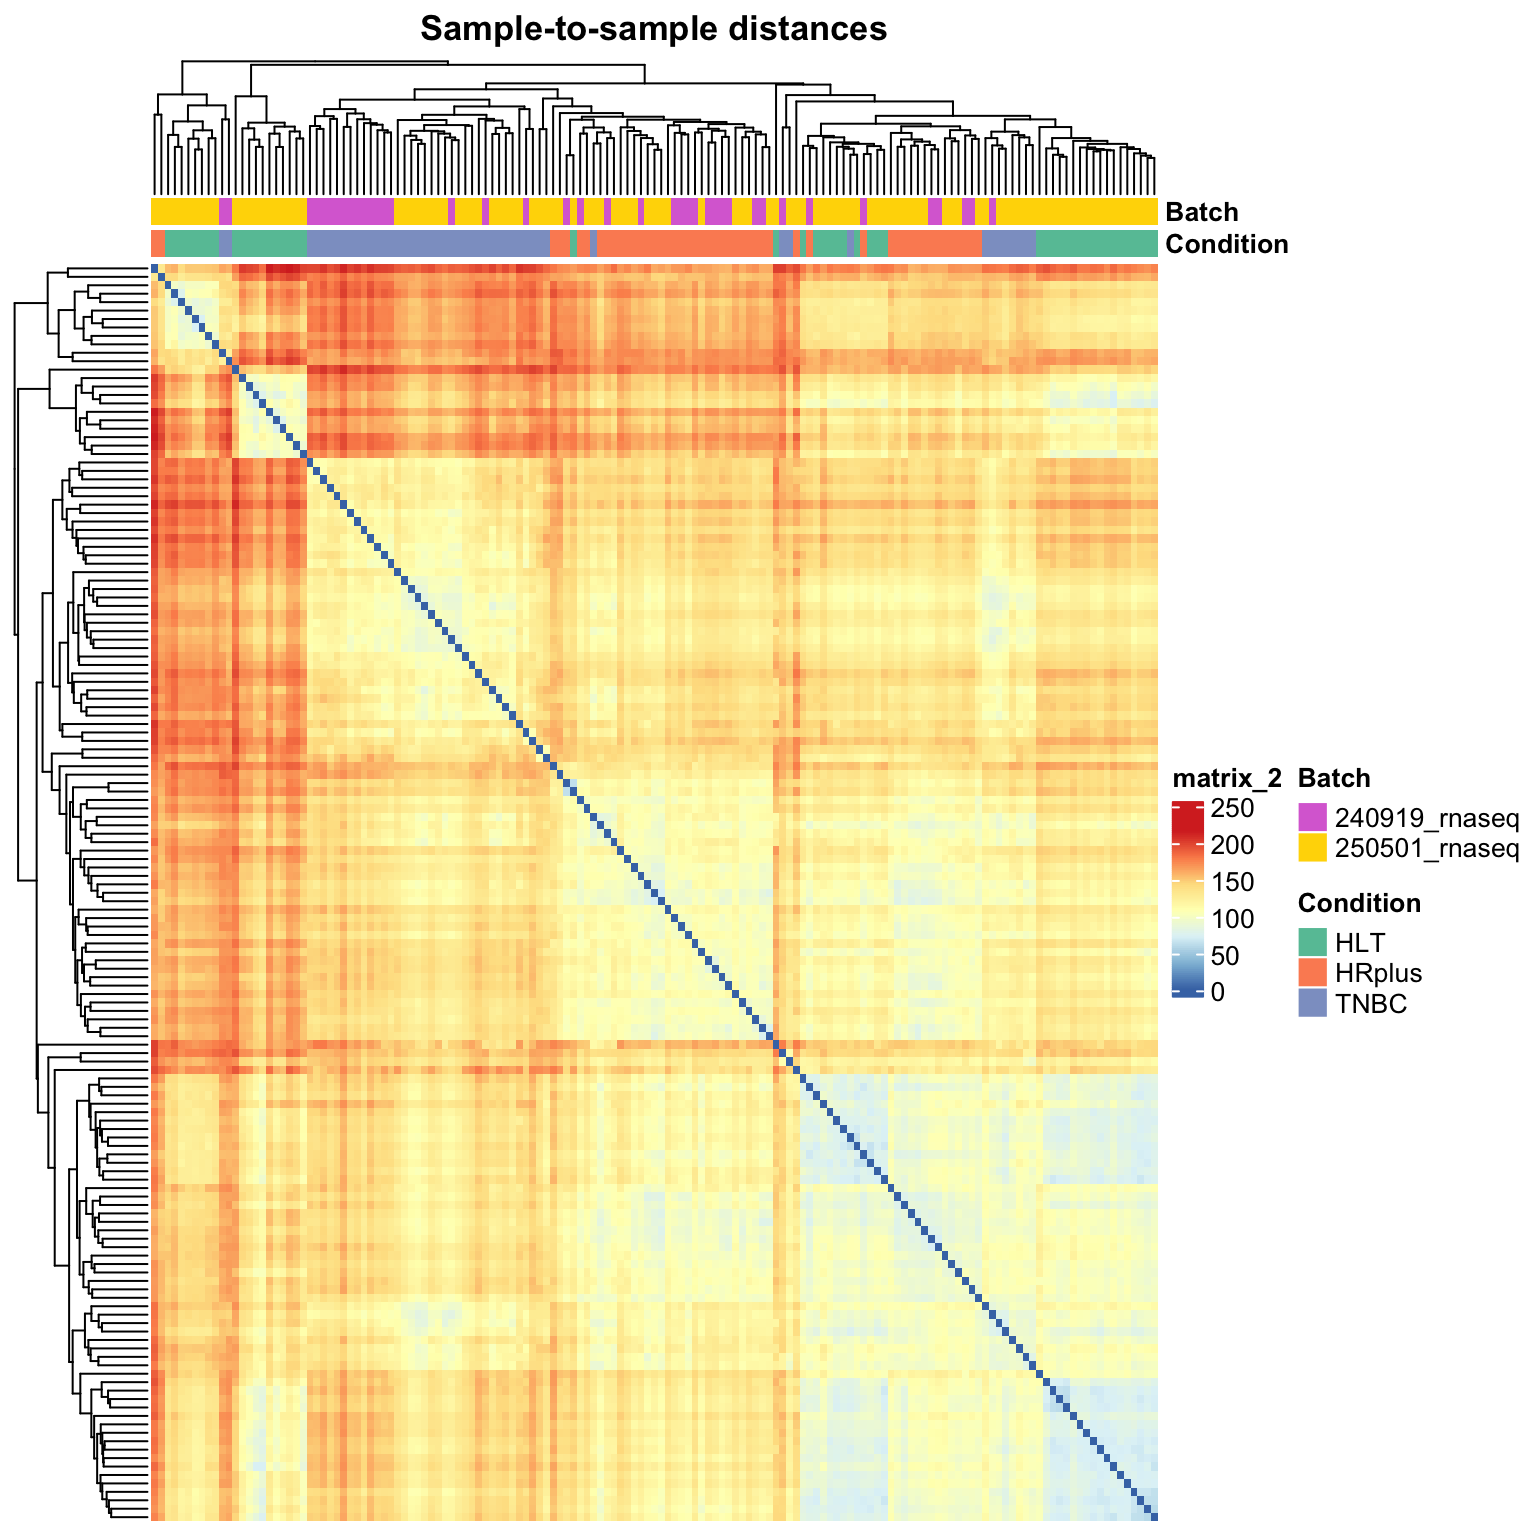 Sample-to-sample distances
Batch
Condition
matrix_2
250
200
150
100
50
0
Batch
240919_rnaseq
250501_rnaseq
Condition
HLT
HRplus
TNBC